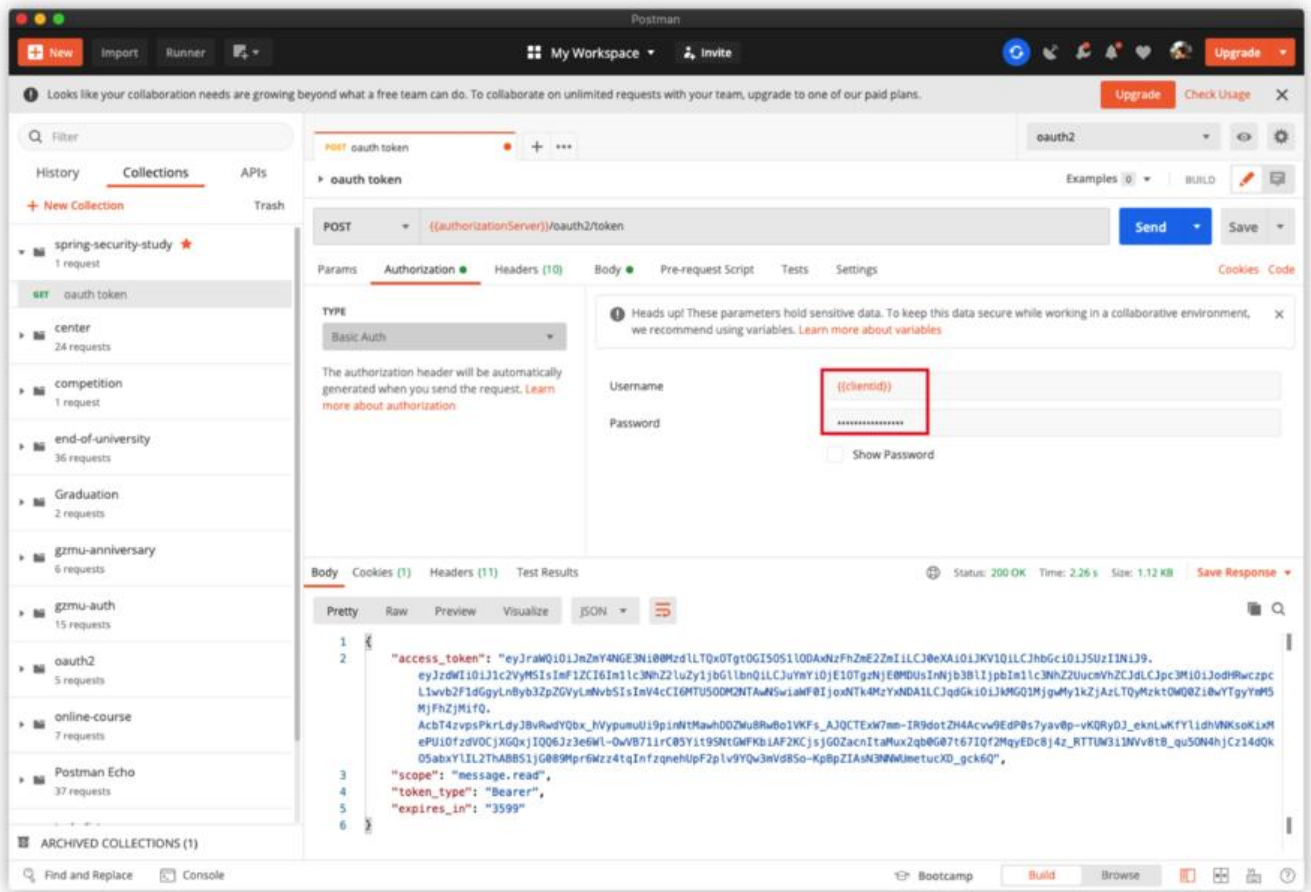 Postman
New
Import
Runner
My Workspace
Invite
Upgrade
Looks like your collaboration needs are growing beyond what a free team can do. To collaborate on unlimited requests with your team, upgrade to one of our paid plans.
Upgrade
Check Usage
Filter
History
Collections
APIs
+ New Collection
Trash
spring-security-study
1 request
GET oauth token
center
24 requests
competition
1 request
end-of-university
36 requests
Graduation
2 requests
gzmu-anniversary
6 requests
gzmu-auth
15 requests
oauth2
5 requests
online-course
7 requests
Postman Echo
37 requests
ARCHIVED COLLECTIONS (1)
POST oauth token
oauth2
oauth token
Examples 0
BUILD
POST
{{authorizationServer}}/oauth2/token
Send
Save
Params
Authorization
Headers (10)
Body
Pre-request Script
Tests
Settings
Cookies
Code
TYPE
Basic Auth
The authorization header will be automatically
generated when you send the request. Learn
more about authorization
Heads up! These parameters hold sensitive data. To keep this data secure while working in a collaborative environment,
we recommend using variables. Learn more about variables
Username
{{clientid}}
Password
••••••••••••••••
Show Password
Body
Cookies (1)
Headers (11)
Test Results
Status: 200 OK
Time: 2.26 s
Size: 1.12 KB
Save Response
Pretty
Raw
Preview
Visualize
JSON
1 {
2 "access_token":
3 "scope": "message.read",
4 "token_type": "Bearer",
5 "expires_in": "3599"
6 }
Find and Replace
Console
Bootcamp
Build
Browse